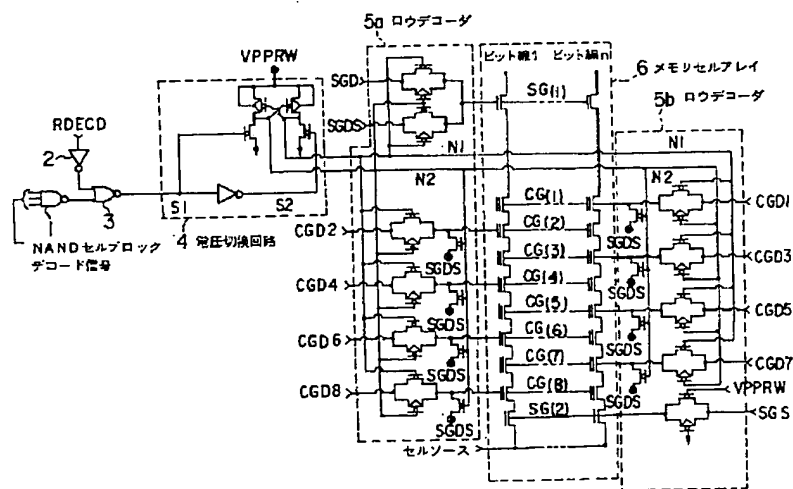 5a ロウデコーダ
VPPRW
ビット線1 ビット線n
6 メモリセルアレイ
SGD
SG(1)
5b ロウデコーダ
RDECD
2
SGDS
N1
N1
N2
N2
3
S1
S2
NANDセルブロック
デコード信号
4 電圧切換回路
CG(1)
CGD1
CGD2
CG(2)
SGDS
SGDS
CG(3)
CGD3
CGD4
CG(4)
SGDS
SGDS
CG(5)
CGD5
CGD6
CG(6)
SGDS
SGDS
CG(7)
CGD7
CGD8
CG(8)
SGDS
SGDS
VPPRW
SG(2)
SGS
セルソース